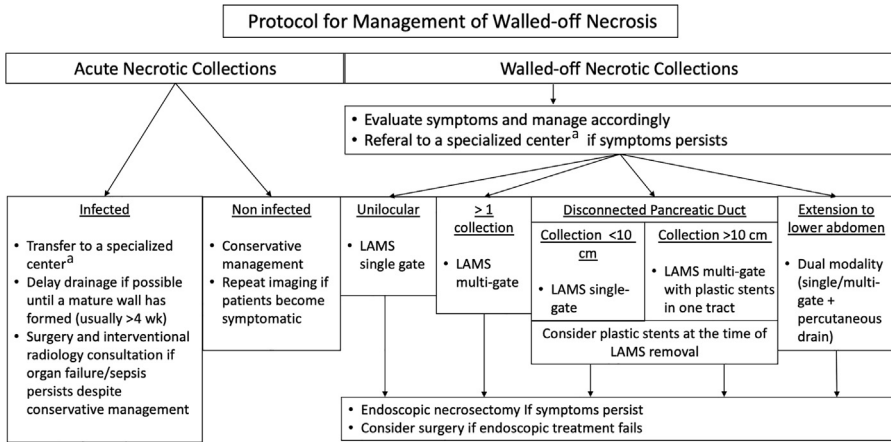 Protocol for Management of Walled-off Necrosis
Acute Necrotic Collections
Walled-off Necrotic Collections
• Evaluate symptoms and manage accordingly
• Referal to a specialized centerª if symptoms persists
Infected
• Transfer to a specialized
centerª
• Delay drainage if possible
until a mature wall has
formed (usually >4 wk)
• Surgery and interventional
radiology consultation if
organ failure/sepsis
persists despite
conservative management
Non infected
• Conservative
management
• Repeat imaging if
patients become
symptomatic
Unilocular
• LAMS
single gate
> 1
collection
• LAMS
multi-gate
Disconnected Pancreatic Duct
Collection <10
cm
• LAMS single-
gate
Collection >10 cm
• LAMS multi-gate
with plastic stents
in one tract
Consider plastic stents at the time of
LAMS removal
Extension to
lower abdomen
• Dual modality
(single/multi-
gate +
percutaneous
drain)
• Endoscopic necrosectomy If symptoms persist
• Consider surgery if endoscopic treatment fails